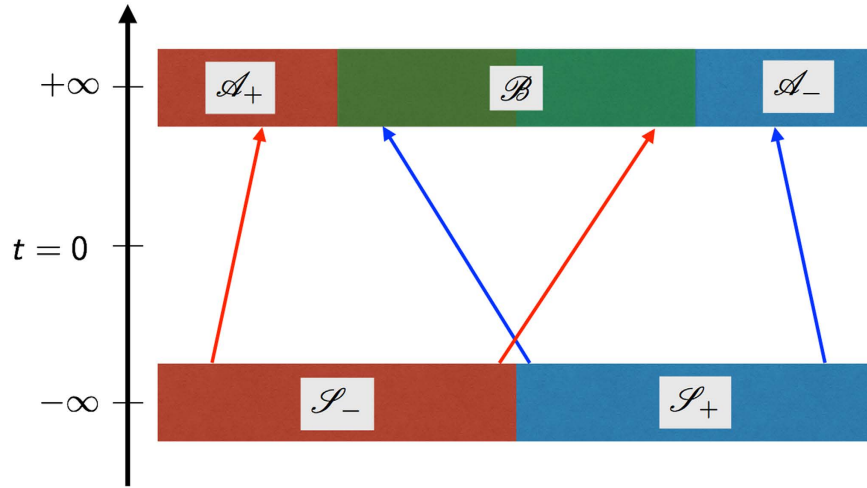 +∞ 𝒜₊ ℬ 𝒜₋
t = 0
−∞ 𝒮₋ 𝒮₊